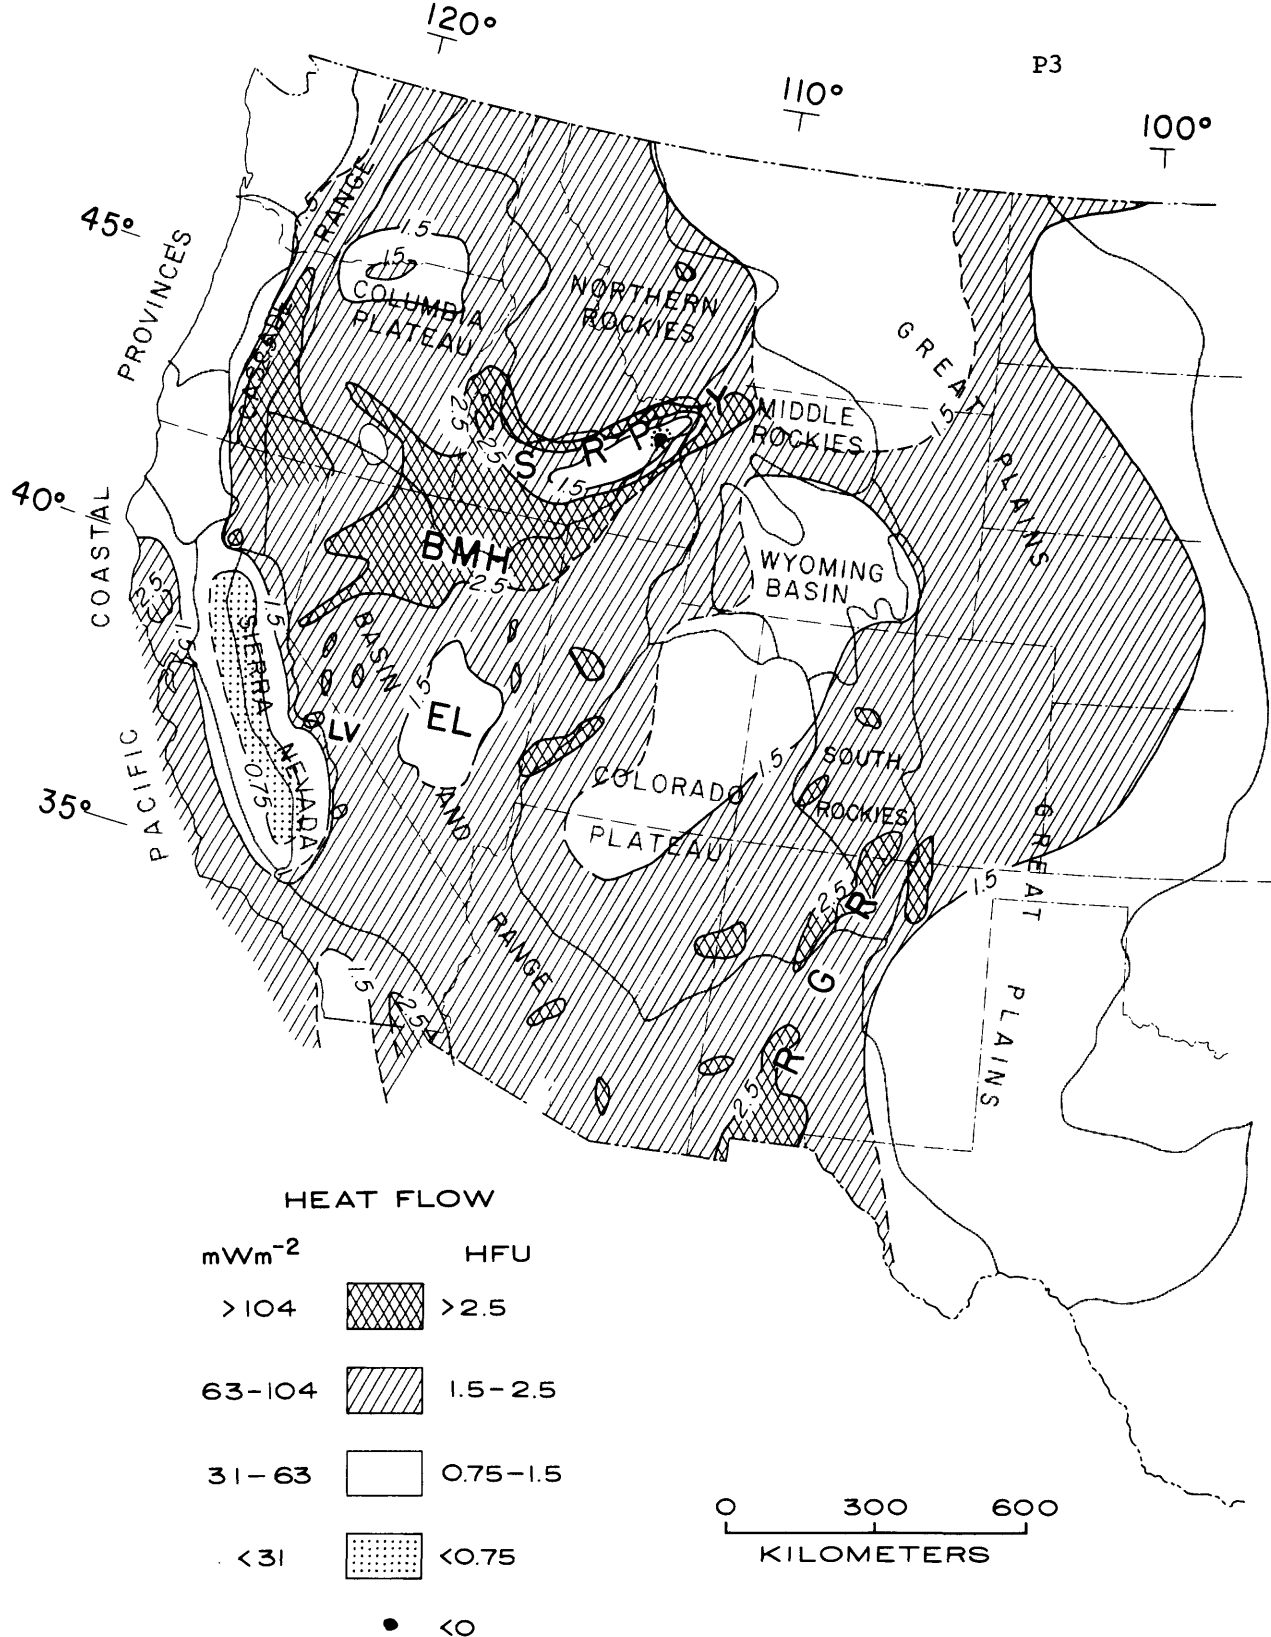 120°
P3
110°
100°
45°
PROVINCES
.5
RANGE
1.5
1.5
COLUMBIA
PLATEAU
NORTHERN
ROCKIES
GREAT
CASCADE
2.5
2.5
Y
MIDDLE
ROCKIES
1.5
S R-P
1.5
PLAINS
40°
COASTAL
BMH
2.5
WYOMING
BASIN
2.5
1.5
1.5
SIERRA
BASIN
1.5
EL
LV
NEVADA
0.75
PACIFIC
35°
AND
COLORADO
PLATEAU
1.5
SOUTH.
ROCKIES
GREAT
2.5
R
1.5
RANGE
G
PLAINS
1.5
2.5
R
2.5
HEAT FLOW
mWm⁻² HFU
>104 >2.5
63-104 1.5-2.5
31-63 0.75-1.5
<31 <0.75
<0
0 300 600
KILOMETERS